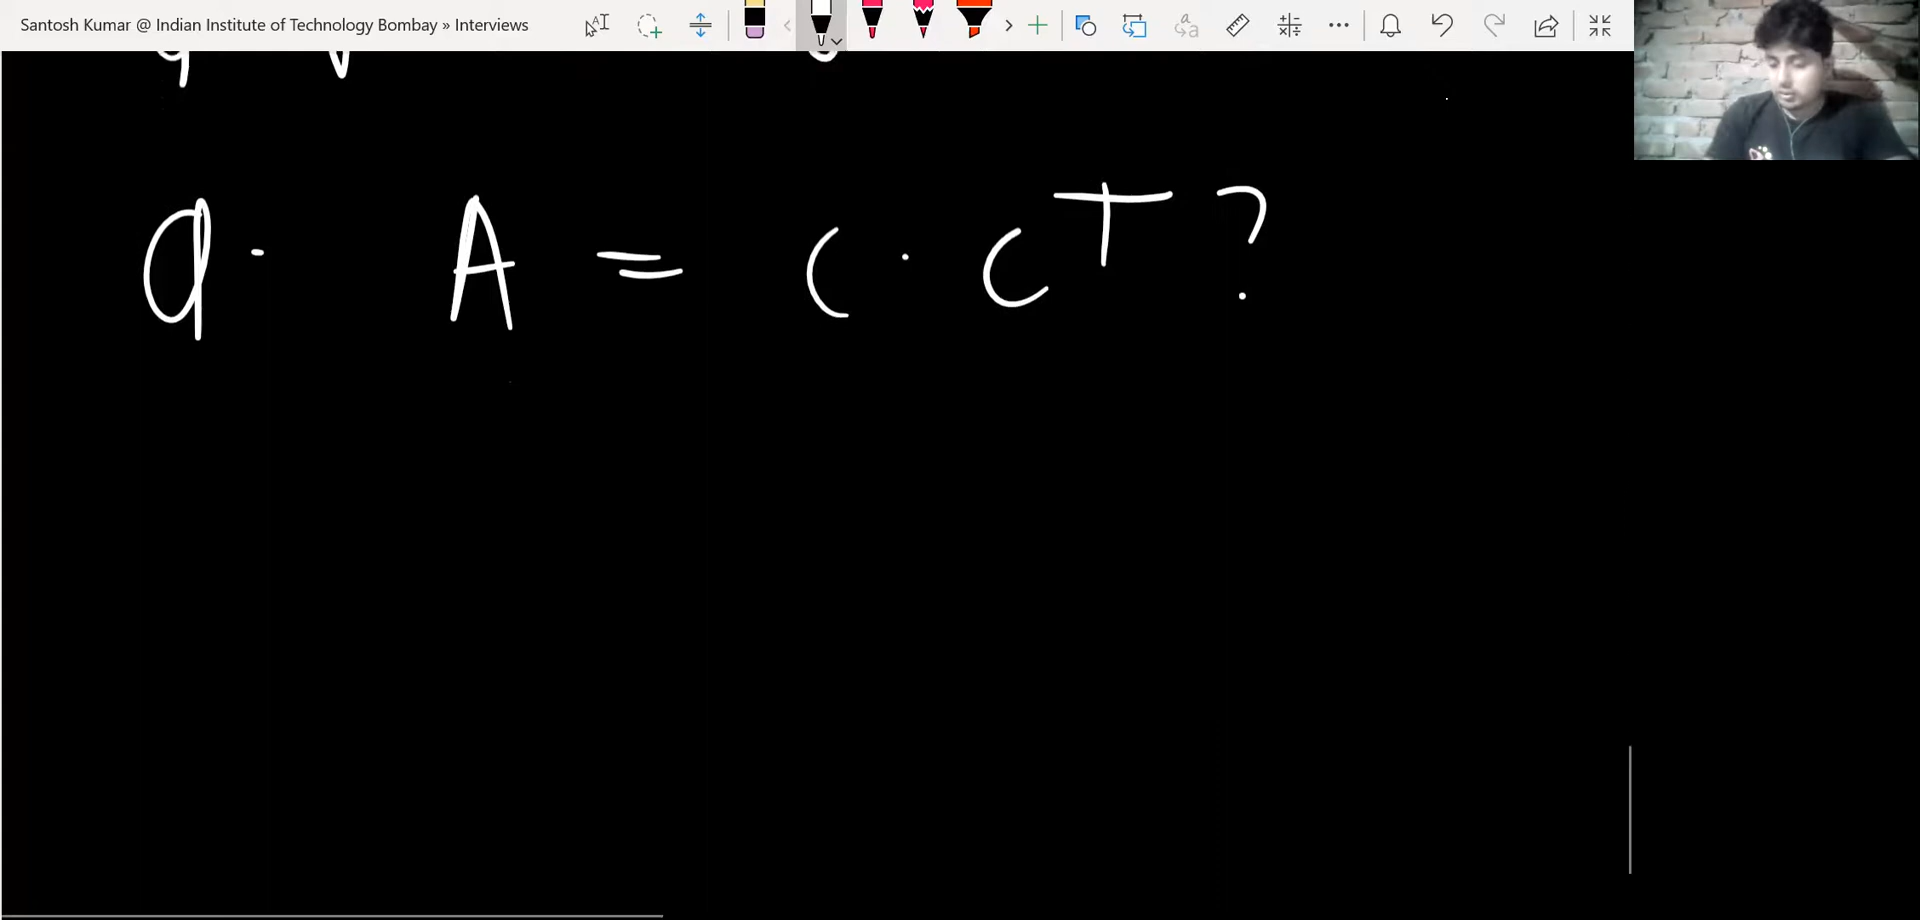 Santosh Kumar @ Indian Institute of Technology Bombay » Interviews
Q. A = C · C^T ?